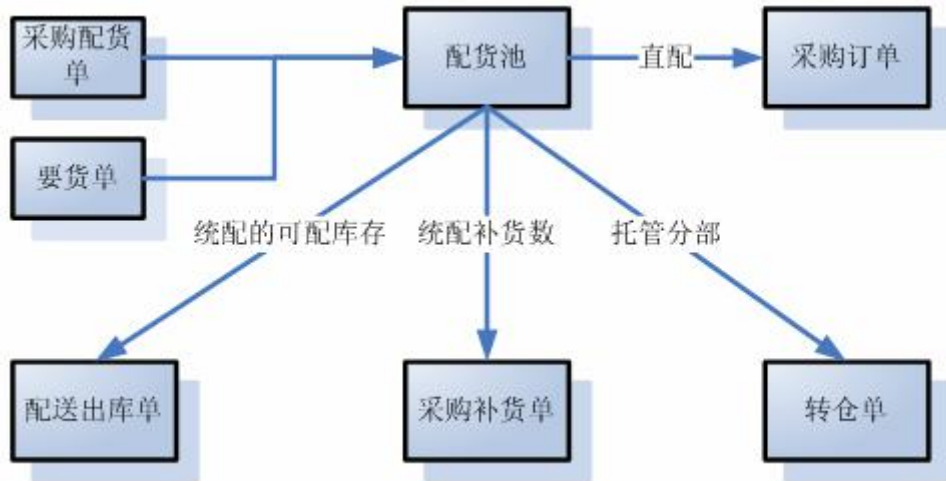 采购配货
单
配货池
直配
采购订单
要货单
统配的可配库存
统配补货数
托管分部
配送出库单
采购补货单
转仓单